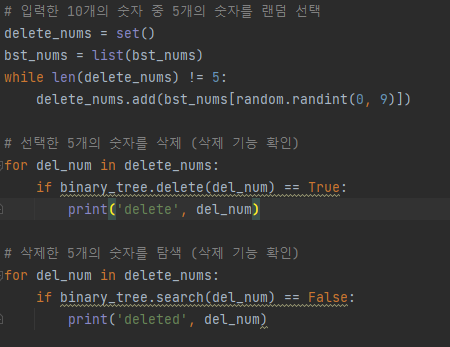 # 입력한 10개의 숫자 중 5개의 숫자를 랜덤 선택
delete_nums = set()
bst_nums = list(bst_nums)
while len(delete_nums) != 5:
    delete_nums.add(bst_nums[random.randint(0, 9)])
# 선택한 5개의 숫자를 삭제 (삭제 기능 확인)
for del_num in delete_nums:
    if binary_tree.delete(del_num) == True:
        print('delete', del_num)
# 삭제한 5개의 숫자를 탐색 (삭제 기능 확인)
for del_num in delete_nums:
    if binary_tree.search(del_num) == False:
        print('deleted', del_num)